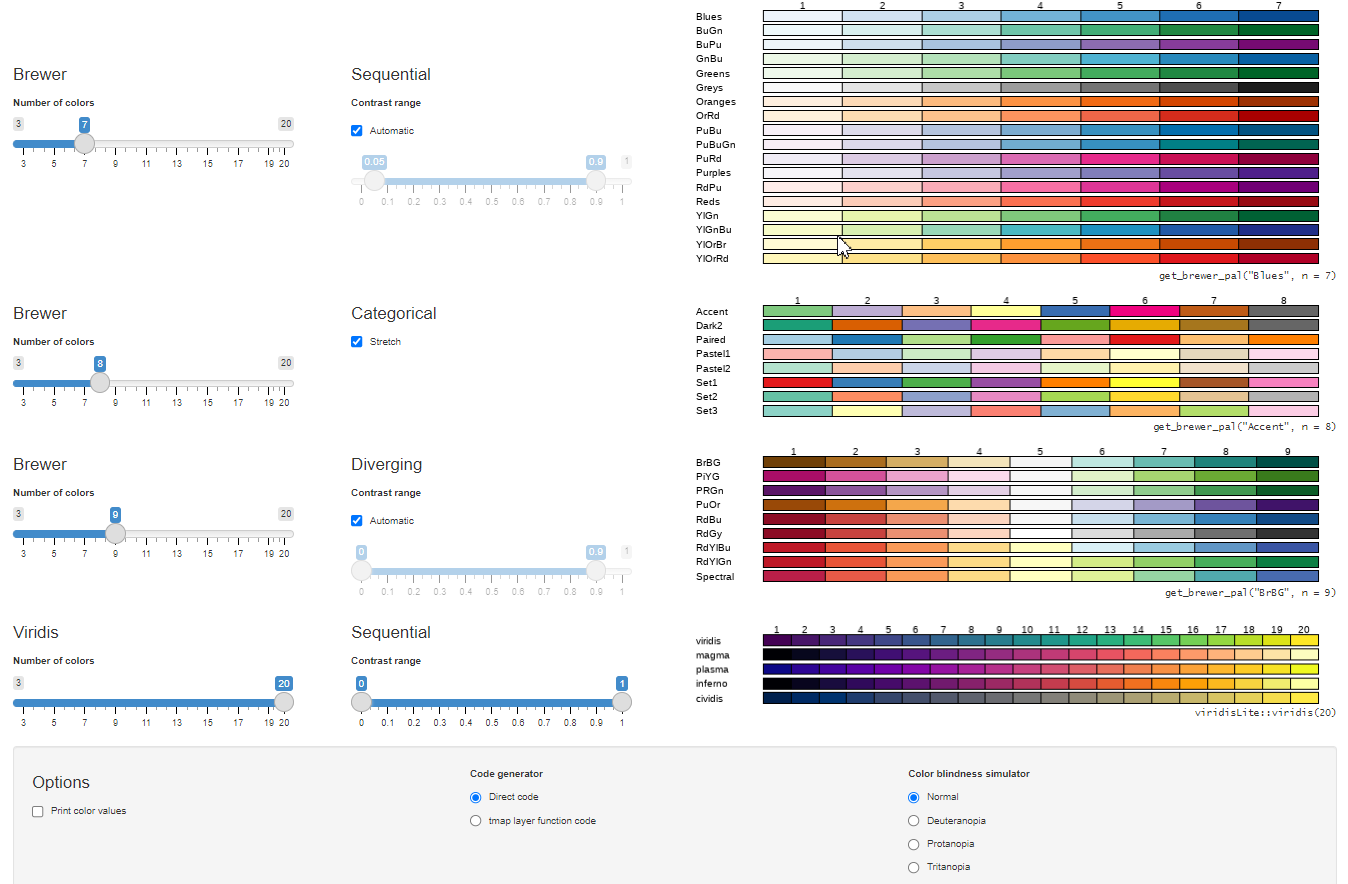 1 2 3 4 5 6 7
Blues
BuGn
BuPu
GnBu
Greens
Greys
Oranges
OrRd
PuBu
PuBuGn
PuRd
Purples
RdPu
Reds
YlGn
YlGnBu
YlOrBr
YlOrRd
get_brewer_pal("Blues", n = 7)
Brewer
Number of colors
3 7 20
3 5 7 9 11 13 15 17 19 20
Sequential
Contrast range
Automatic
0.05 0.9 1
0 0.1 0.2 0.3 0.4 0.5 0.6 0.7 0.8 0.9 1
Brewer
Number of colors
3 8 20
3 5 7 9 11 13 15 17 19 20
Categorical
Stretch
1 2 3 4 5 6 7 8
Accent
Dark2
Paired
Pastel1
Pastel2
Set1
Set2
Set3
get_brewer_pal("Accent", n = 8)
Brewer
Number of colors
3 9 20
3 5 7 9 11 13 15 17 19 20
Diverging
Contrast range
Automatic
0 0.9 1
0 0.1 0.2 0.3 0.4 0.5 0.6 0.7 0.8 0.9 1
1 2 3 4 5 6 7 8 9
BrBG
PiYG
PRGn
PuOr
RdBu
RdGy
RdYlBu
RdYlGn
Spectral
get_brewer_pal("BrBG", n = 9)
Viridis
Number of colors
3 20
3 5 7 9 11 13 15 17 19 20
Sequential
Contrast range
0 1
0 0.1 0.2 0.3 0.4 0.5 0.6 0.7 0.8 0.9 1
1 2 3 4 5 6 7 8 9 10 11 12 13 14 15 16 17 18 19 20
viridis
magma
plasma
inferno
cividis
viridisLite::viridis(20)
Options
Print color values
Code generator
Direct code
tmap layer function code
Color blindness simulator
Normal
Deuteranopia
Protanopia
Tritanopia